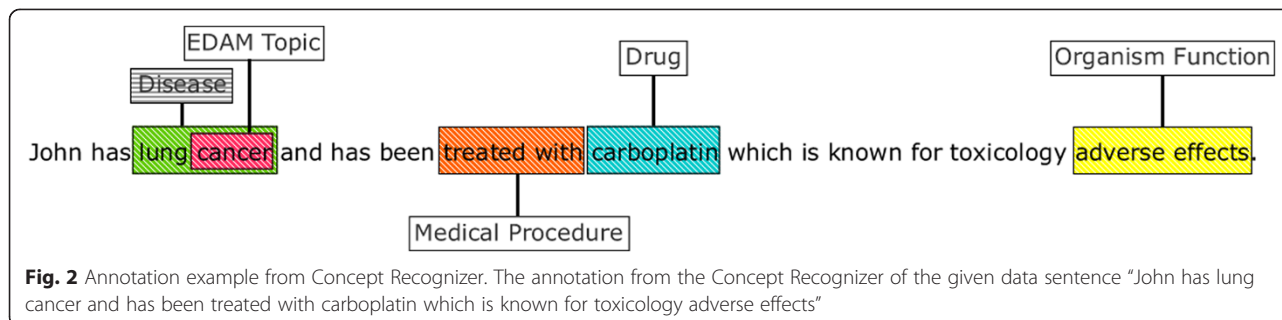 EDAM Topic
Drug
Organism Function
Disease
John has lung cancer and has been treated with carboplatin which is known for toxicology adverse effects.
Medical Procedure
Fig. 2 Annotation example from Concept Recognizer. The annotation from the Concept Recognizer of the given data sentence “John has lung
cancer and has been treated with carboplatin which is known for toxicology adverse effects”